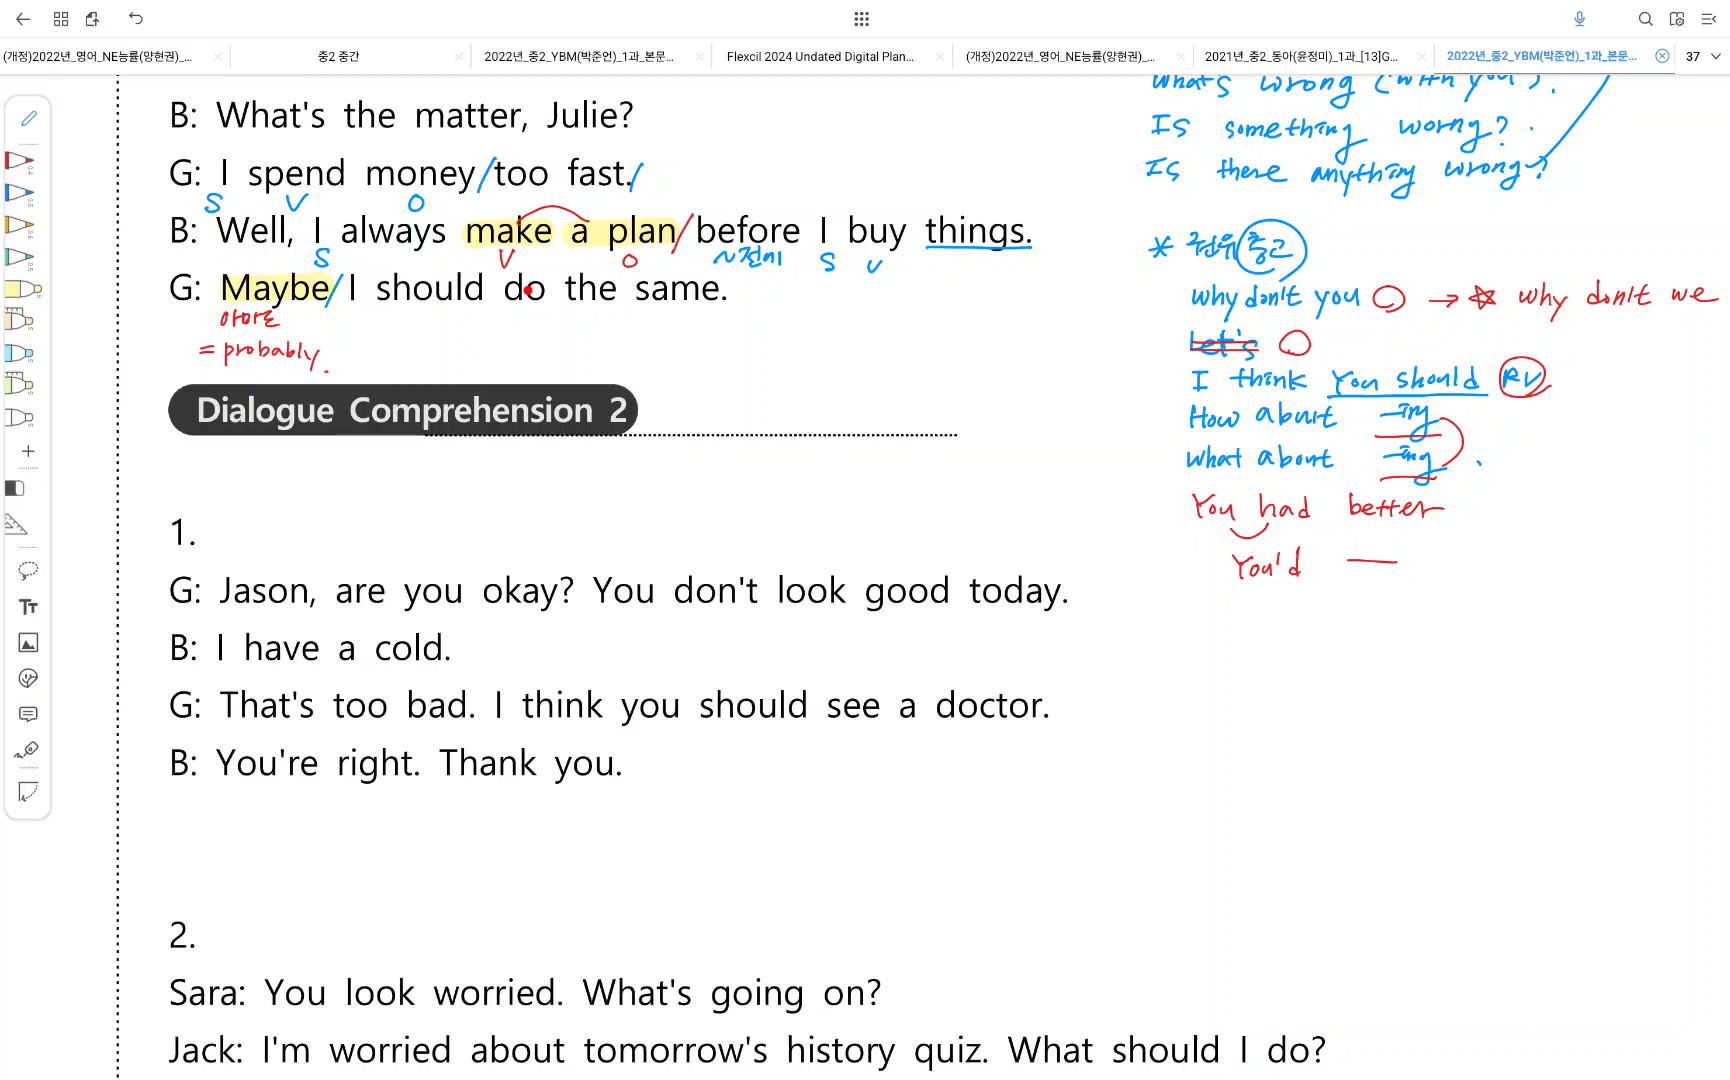 (개정)2022년_영어_NE능률(양현권)_...
중2 중간
2022년_중2_YBM(박준언)_1과_본문...
Flexcil 2024 Undated Digital Plan...
(개정)2022년_영어_NE능률(양현권)_...
2021년_중2_동아(윤정미)_1과_[13]G...
2022년_중2_YBM(박준언)_1과_본문...
37
B: What's the matter, Julie?
G: I spend money/too fast./
S V O
B: Well, I always make a plan/before I buy things.
S V O ~전에 S V
G: Maybe/I should do the same.
아마도
= probably.
Dialogue Comprehension 2
1.
G: Jason, are you okay? You don't look good today.
B: I have a cold.
G: That's too bad. I think you should see a doctor.
B: You're right. Thank you.
2.
Sara: You look worried. What's going on?
Jack: I'm worried about tomorrow's history quiz. What should I do?
what's wrong (with you)?
Is something worng?
Is there anything wrong?
* 권유 충고
why don't you → ☆ why don't we
Let's
I think You should RV
How about -ing
what about -ing
You had better
You'd —
Tт